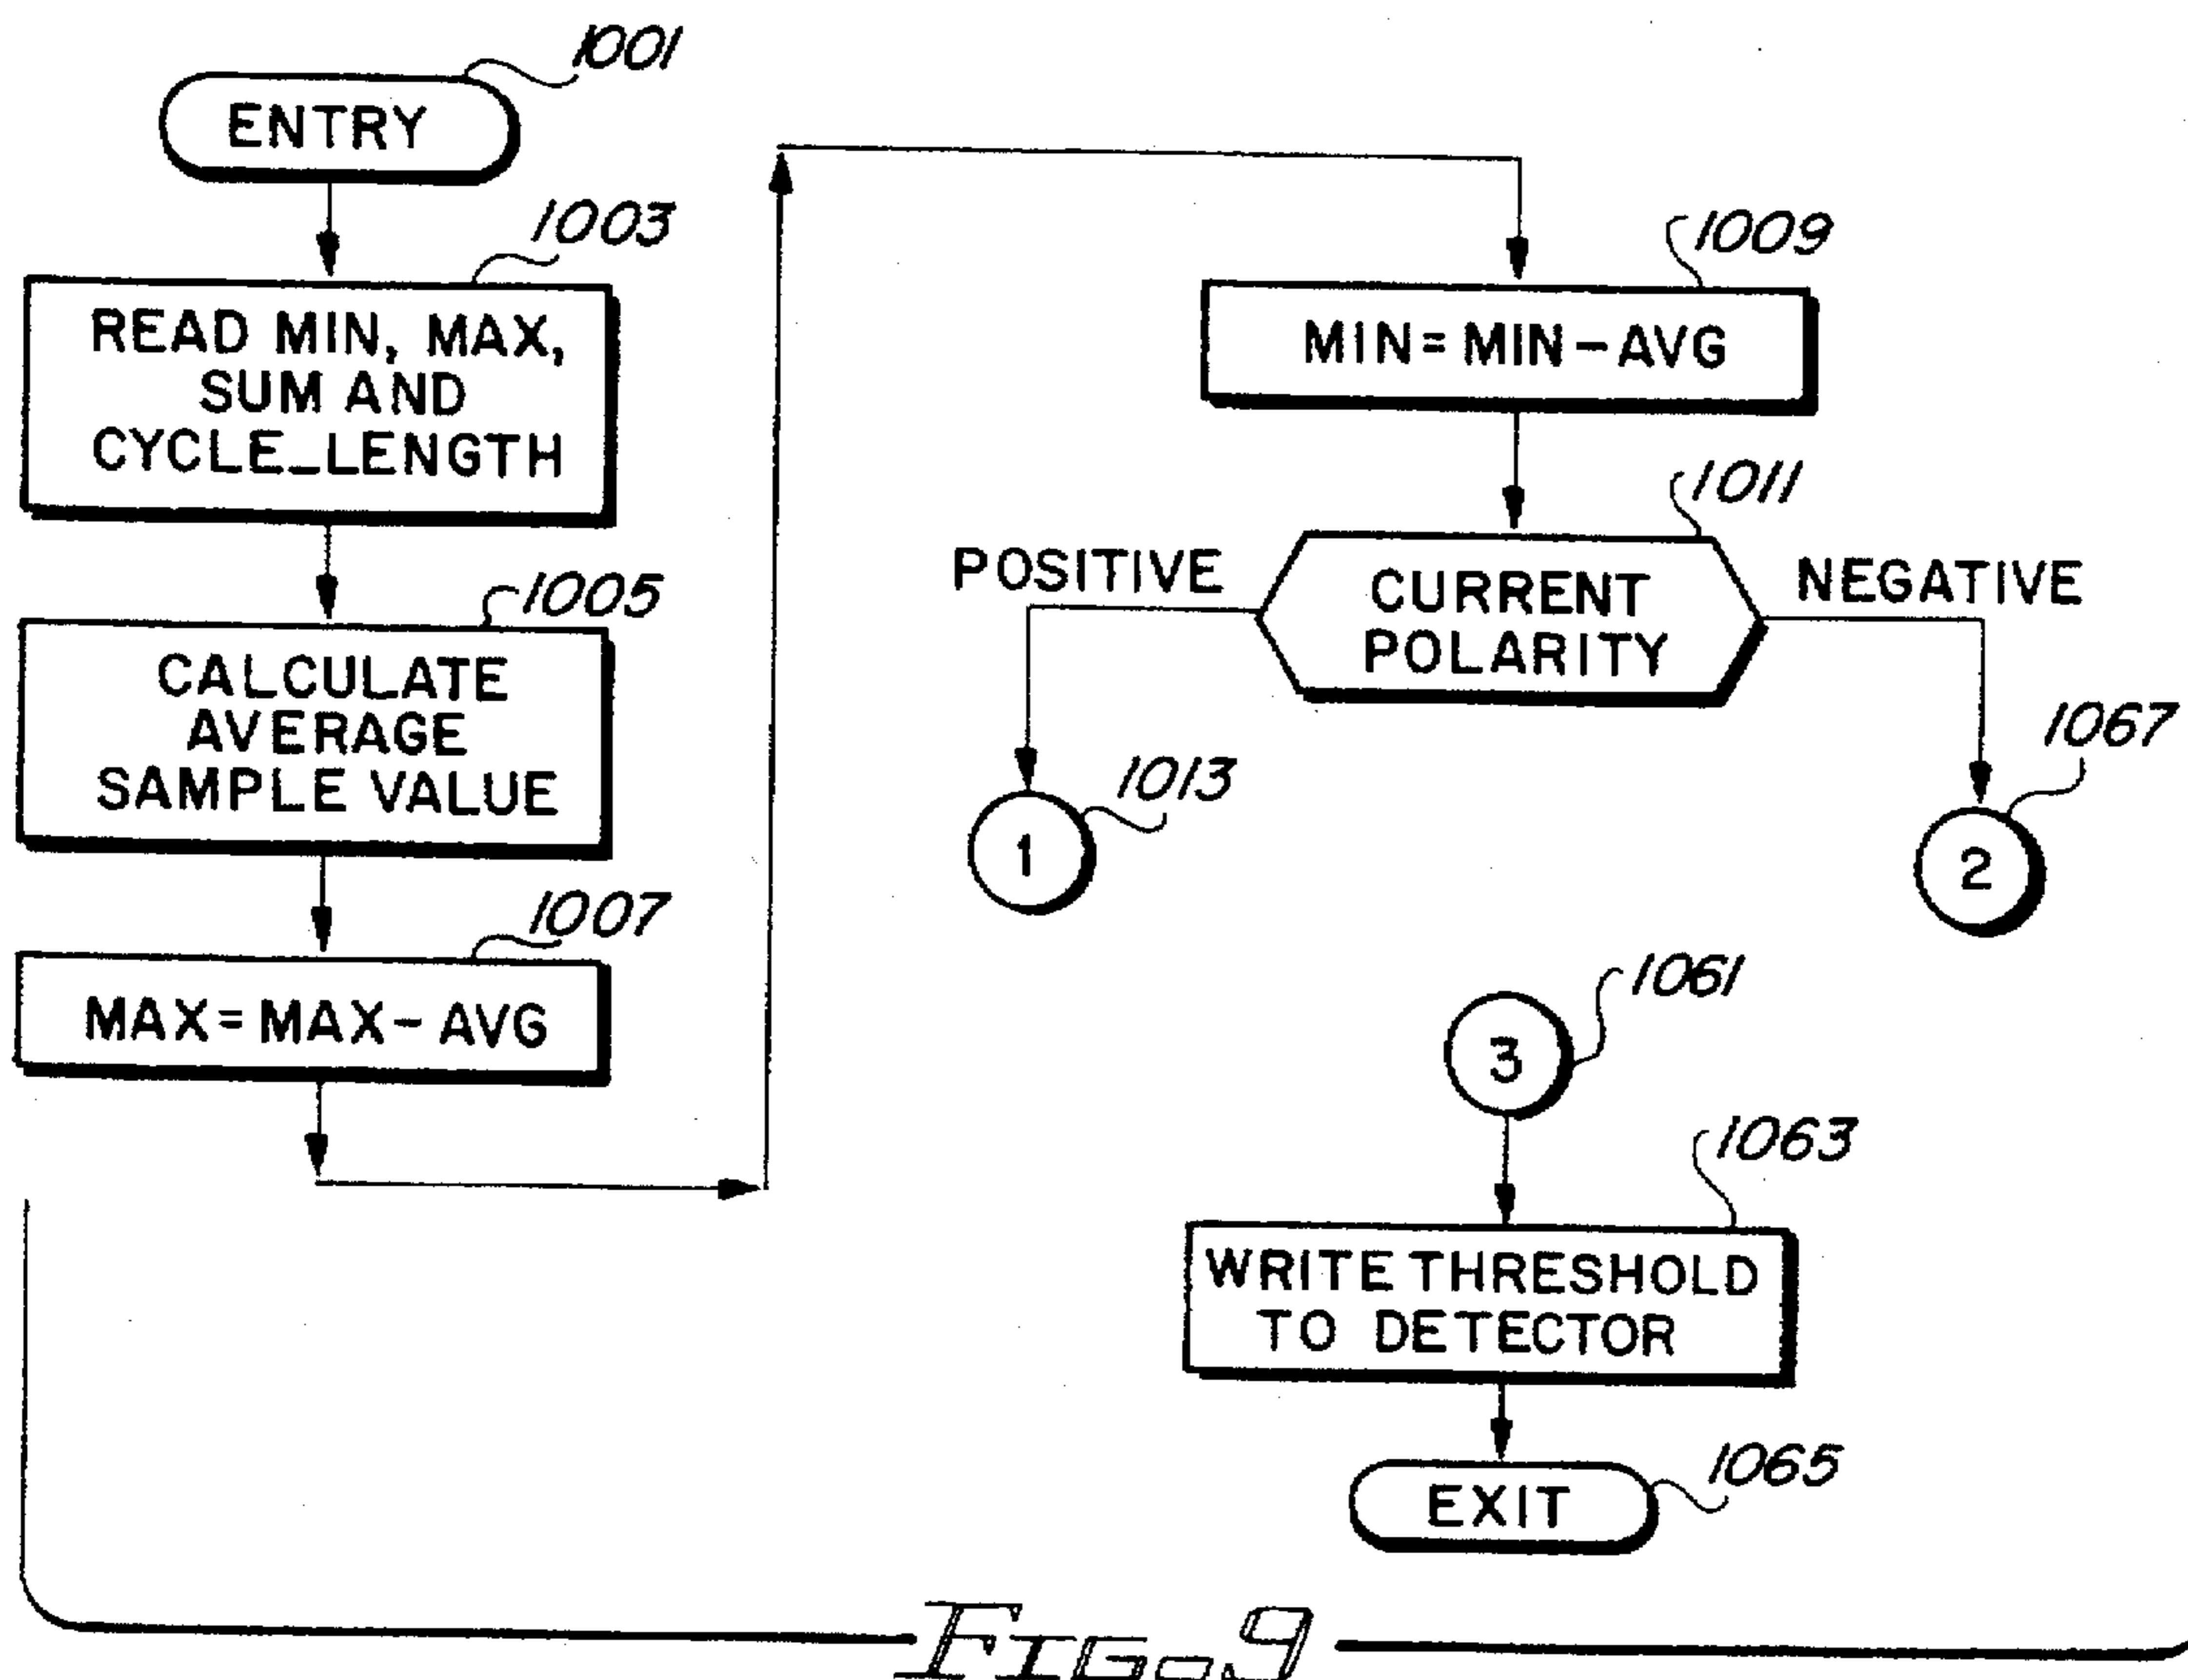 1001
ENTRY
1003
READ MIN, MAX,
SUM AND
CYCLE_LENGTH
1005
CALCULATE
AVERAGE
SAMPLE VALUE
1007
MAX=MAX-AVG
1009
MIN=MIN-AVG
1011
CURRENT
POLARITY
POSITIVE
NEGATIVE
1013
1
1067
2
1061
3
1063
WRITE THRESHOLD
TO DETECTOR
1065
EXIT
FIG.9